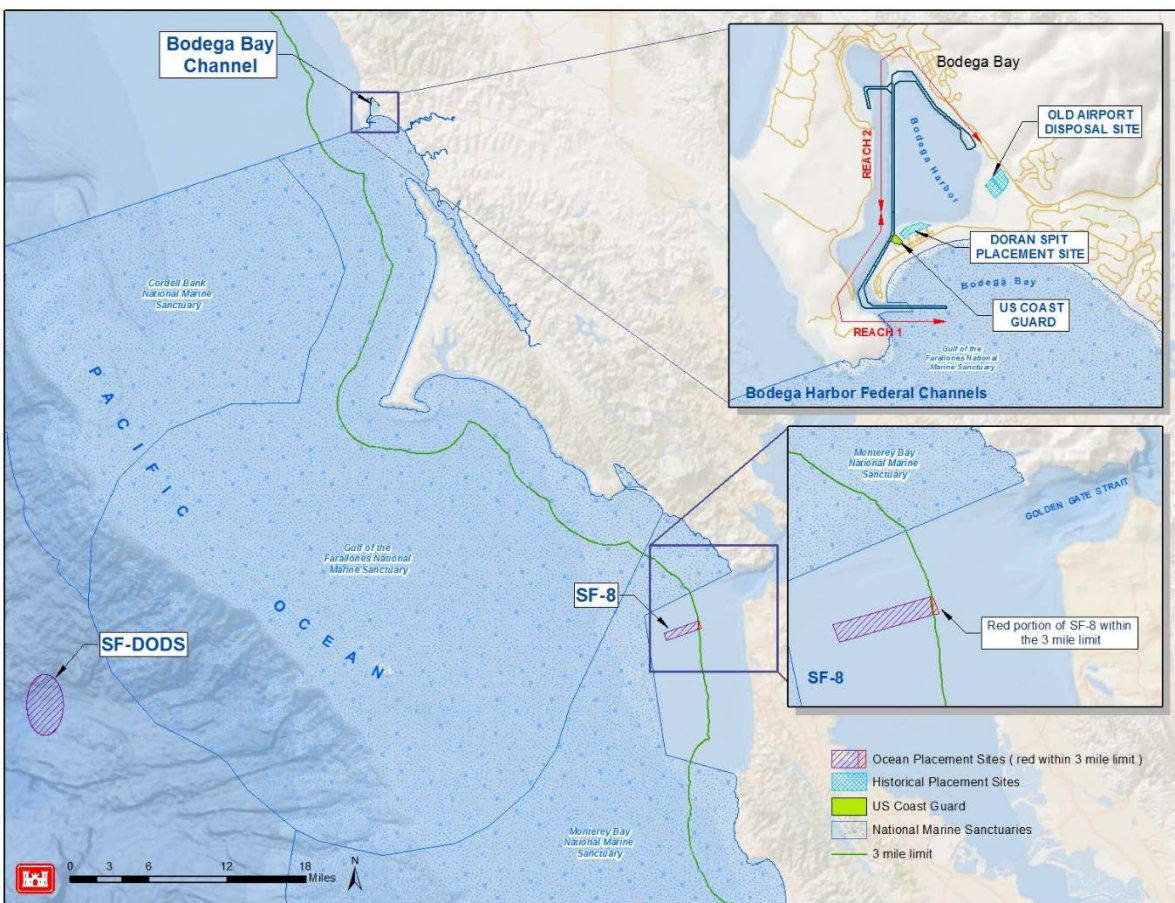 Bodega Bay
Channel
Cordell Bank
National Marine
Sanctuary
PACIFIC OCEAN
Gulf of the
Farallones National
Marine Sanctuary
SF-DODS
SF-8
Monterey Bay
National Marine
Sanctuary
0 3 6 12 18
Miles
N
Bodega Bay
OLD AIRPORT
DISPOSAL SITE
REACH 2
Bodega Harbor
DORAN SPIT
PLACEMENT SITE
Bodega Bay
US COAST
GUARD
REACH 1
Gulf of the
Farallones National
Marine Sanctuary
Bodega Harbor Federal Channels
Monterey Bay
National Marine
Sanctuary
GOLDEN GATE STRAIT
Red portion of SF-8 within
the 3 mile limit
SF-8
Ocean Placement Sites ( red within 3 mile limit )
Historical Placement Sites
US Coast Guard
National Marine Sanctuaries
3 mile limit